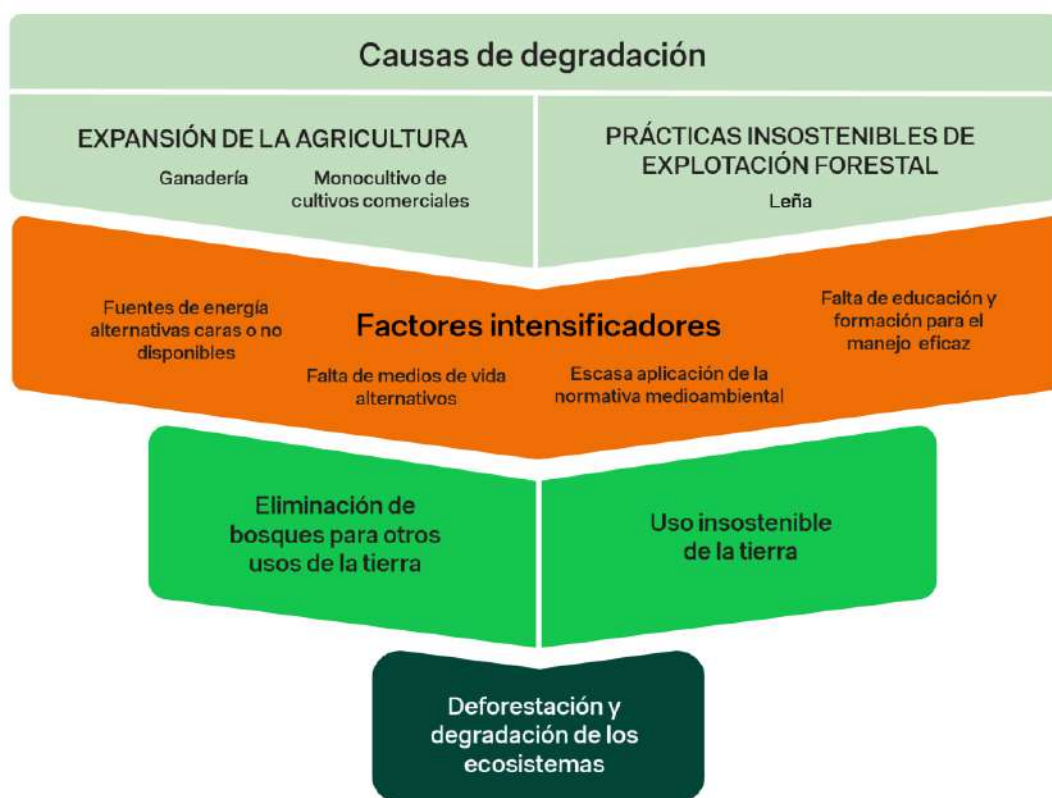 Causas de degradación
EXPANSIÓN DE LA AGRICULTURA
Ganadería
Monocultivo de
cultivos comerciales
PRÁCTICAS INSOSTENIBLES DE
EXPLOTACIÓN FORESTAL
Leña
Factores intensificadores
Fuentes de energía
alternativas caras o no
disponibles
Falta de medios de vida
alternativos
Escasa aplicación de la
normativa medioambiental
Falta de educación y
formación para el
manejo eficaz
Eliminación de
bosques para otros
usos de la tierra
Uso insostenible
de la tierra
Deforestación y
degradación de los
ecosistemas